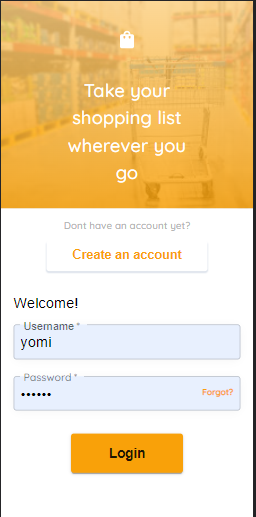 Take your
shopping list
wherever you
go
Dont have an account yet?
Create an account
Welcome!
Username *
yomi
Password *
••••••
Forgot?
Login